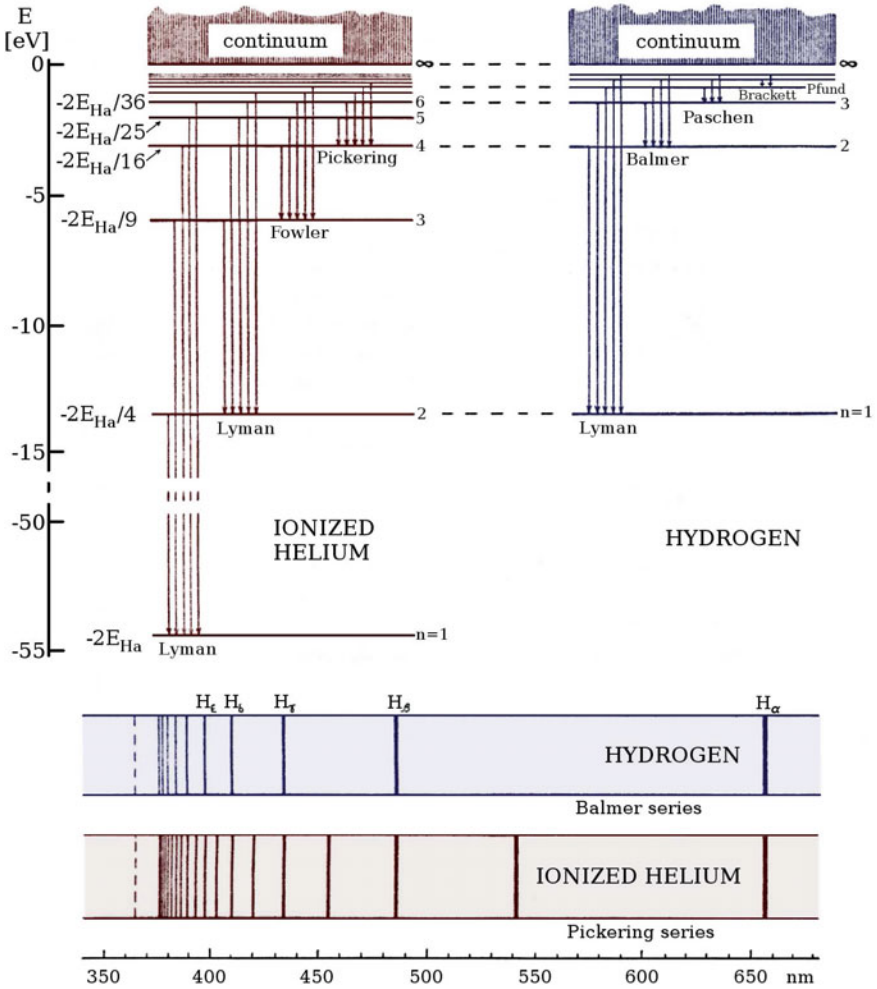 E
[eV]
continuum
continuum
0
∞
∞
-2E_Ha/36
6
Pfund
Brackett
3
-2E_Ha/25
5
Paschen
-2E_Ha/16
4
2
Pickering
Balmer
-5
-2E_Ha/9
3
Fowler
-10
-2E_Ha/4
2
n=1
Lyman
Lyman
-15
-50
IONIZED
HELIUM
HYDROGEN
-2E_Ha
n=1
-55
Lyman
H_ε H_δ H_γ H_β H_α
HYDROGEN
Balmer series
IONIZED HELIUM
Pickering series
350 400 450 500 550 600 650 nm